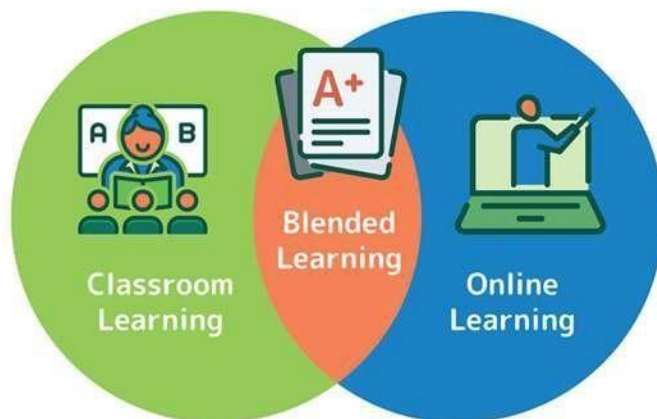 A+
A B
Blended
Learning
Classroom
Learning
Online
Learning